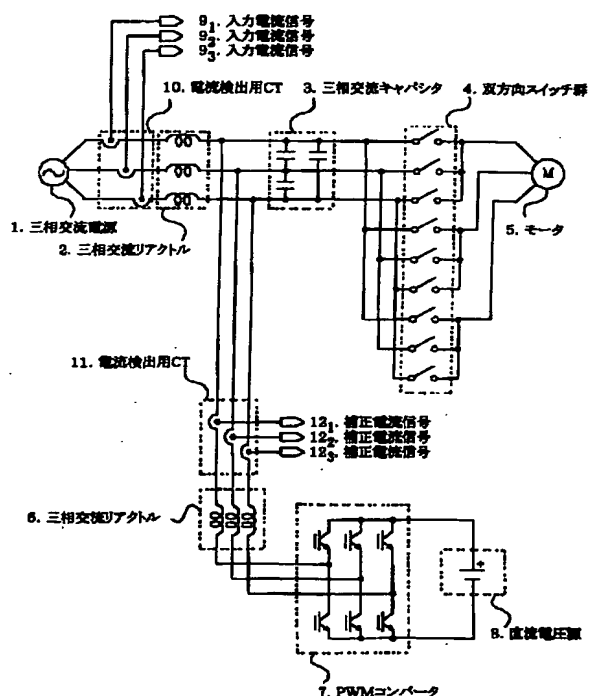 9₁. 入力電流信号
9₂. 入力電流信号
9₃. 入力電流信号
10. 電流検出用CT
3. 三相交流キャパシタ
4. 双方向スイッチ群
M
1. 三相交流電源
2. 三相交流リアクトル
5. モータ
11. 電流検出用CT
12₁. 補正電流信号
12₂. 補正電流信号
12₃. 補正電流信号
6. 三相交流リアクトル
+
8. 直流電圧源
7. PWMコンバータ